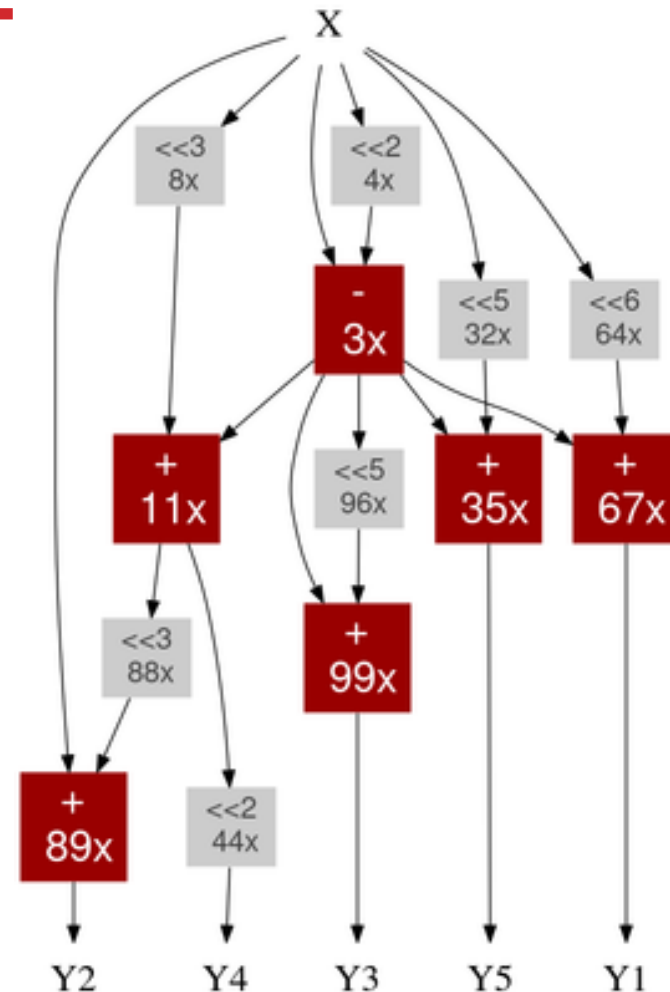 X
<<3
8x
<<2
4x
-
3x
<<5
32x
<<6
64x
+
11x
<<5
96x
+
35x
+
67x
<<3
88x
+
99x
+
89x
<<2
44x
Y2
Y4
Y3
Y5
Y1